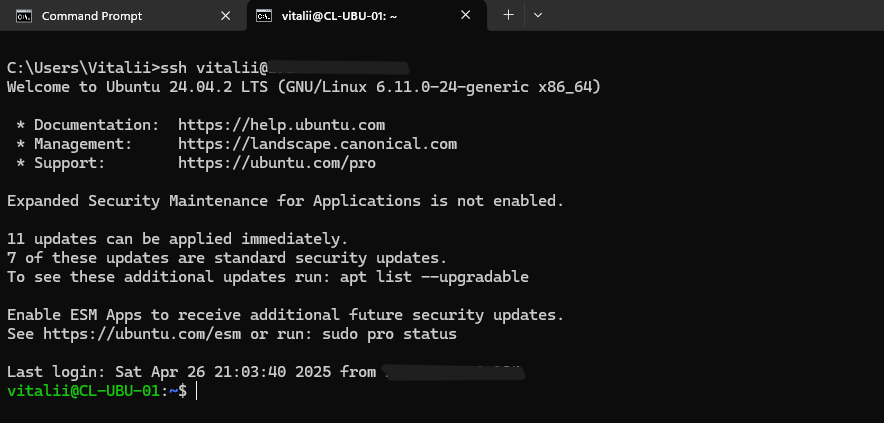 Command Prompt
vitalii@CL-UBU-01: ~
C:\Users\Vitalii>ssh vitalii@
Welcome to Ubuntu 24.04.2 LTS (GNU/Linux 6.11.0-24-generic x86_64)
* Documentation:  https://help.ubuntu.com
* Management:     https://landscape.canonical.com
* Support:        https://ubuntu.com/pro
Expanded Security Maintenance for Applications is not enabled.
11 updates can be applied immediately.
7 of these updates are standard security updates.
To see these additional updates run: apt list --upgradable
Enable ESM Apps to receive additional future security updates.
See https://ubuntu.com/esm or run: sudo pro status
Last login: Sat Apr 26 21:03:40 2025 from
vitalii@CL-UBU-01:~$